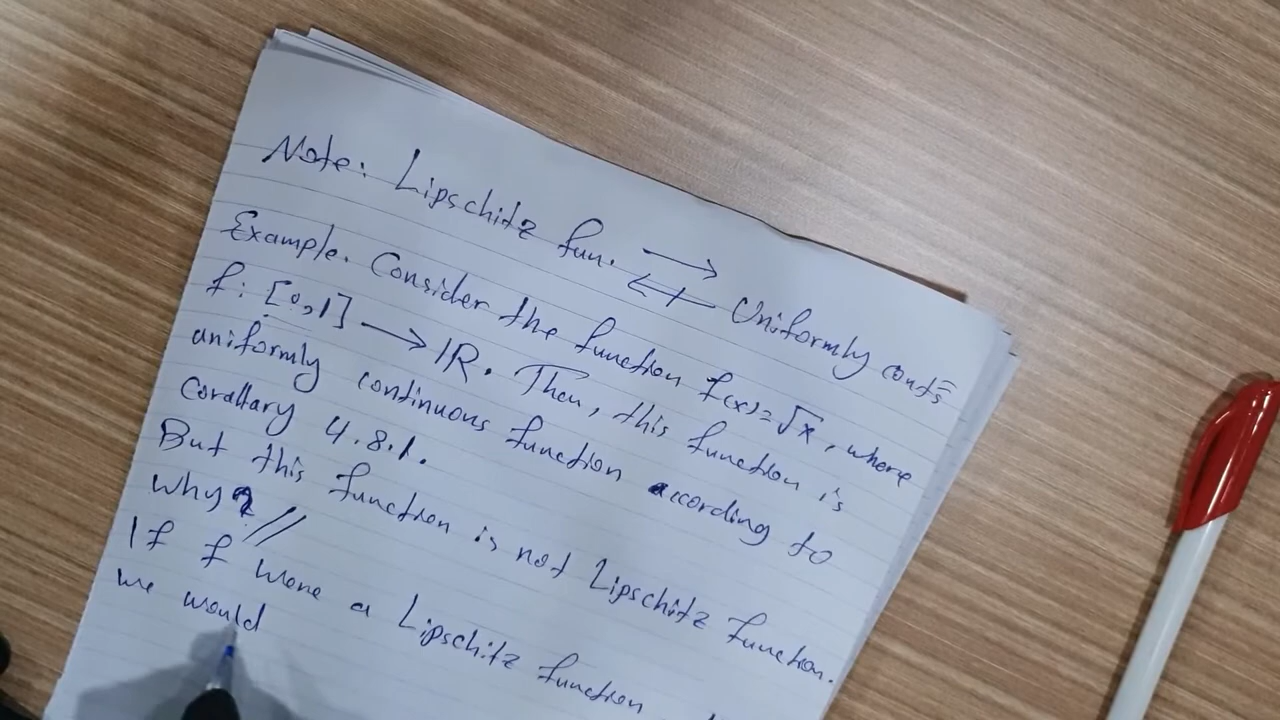 Note: Lipschitz fun. ⟶ ⟵̸ Uniformly conts
Example. Consider the function f(x)=√x, where
f: [0,1] ⟶ IR. Then, this function is
uniformly continuous function according to
Corollary 4.8.1.
But this function is not Lipschitz function.
Why? //
If f were a Lipschitz function
we would